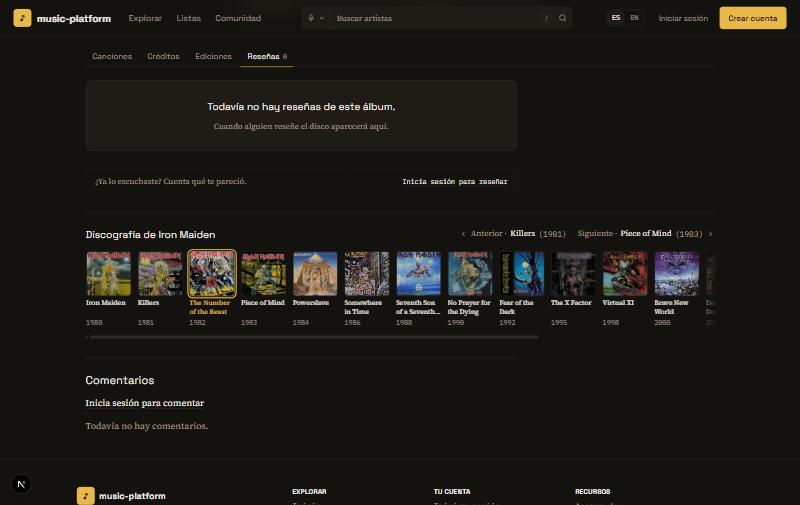 music-platform
Explorar
Listas
Comunidad
Buscar artistas
/
ES EN
Iniciar sesión
Crear cuenta
Canciones
Créditos
Ediciones
Reseñas 0
Todavía no hay reseñas de este álbum.
Cuando alguien reseñe el disco aparecerá aquí.
¿Ya lo escuchaste? Cuenta qué te pareció.
Inicia sesión para reseñar
Discografía de Iron Maiden
‹ Anterior · Killers (1981)
Siguiente · Piece of Mind (1983) ›
Iron Maiden
1980
Killers
1981
The Number
of the Beast
1982
Piece of Mind
1983
Powerslave
1984
Somewhere
in Time
1986
Seventh Son
of a Seventh…
1988
No Prayer for
the Dying
1990
Fear of the
Dark
1992
The X Factor
1995
Virtual XI
1998
Brave New
World
2000
Comentarios
Inicia sesión para comentar
Todavía no hay comentarios.
N
music-platform
EXPLORAR
TU CUENTA
RECURSOS